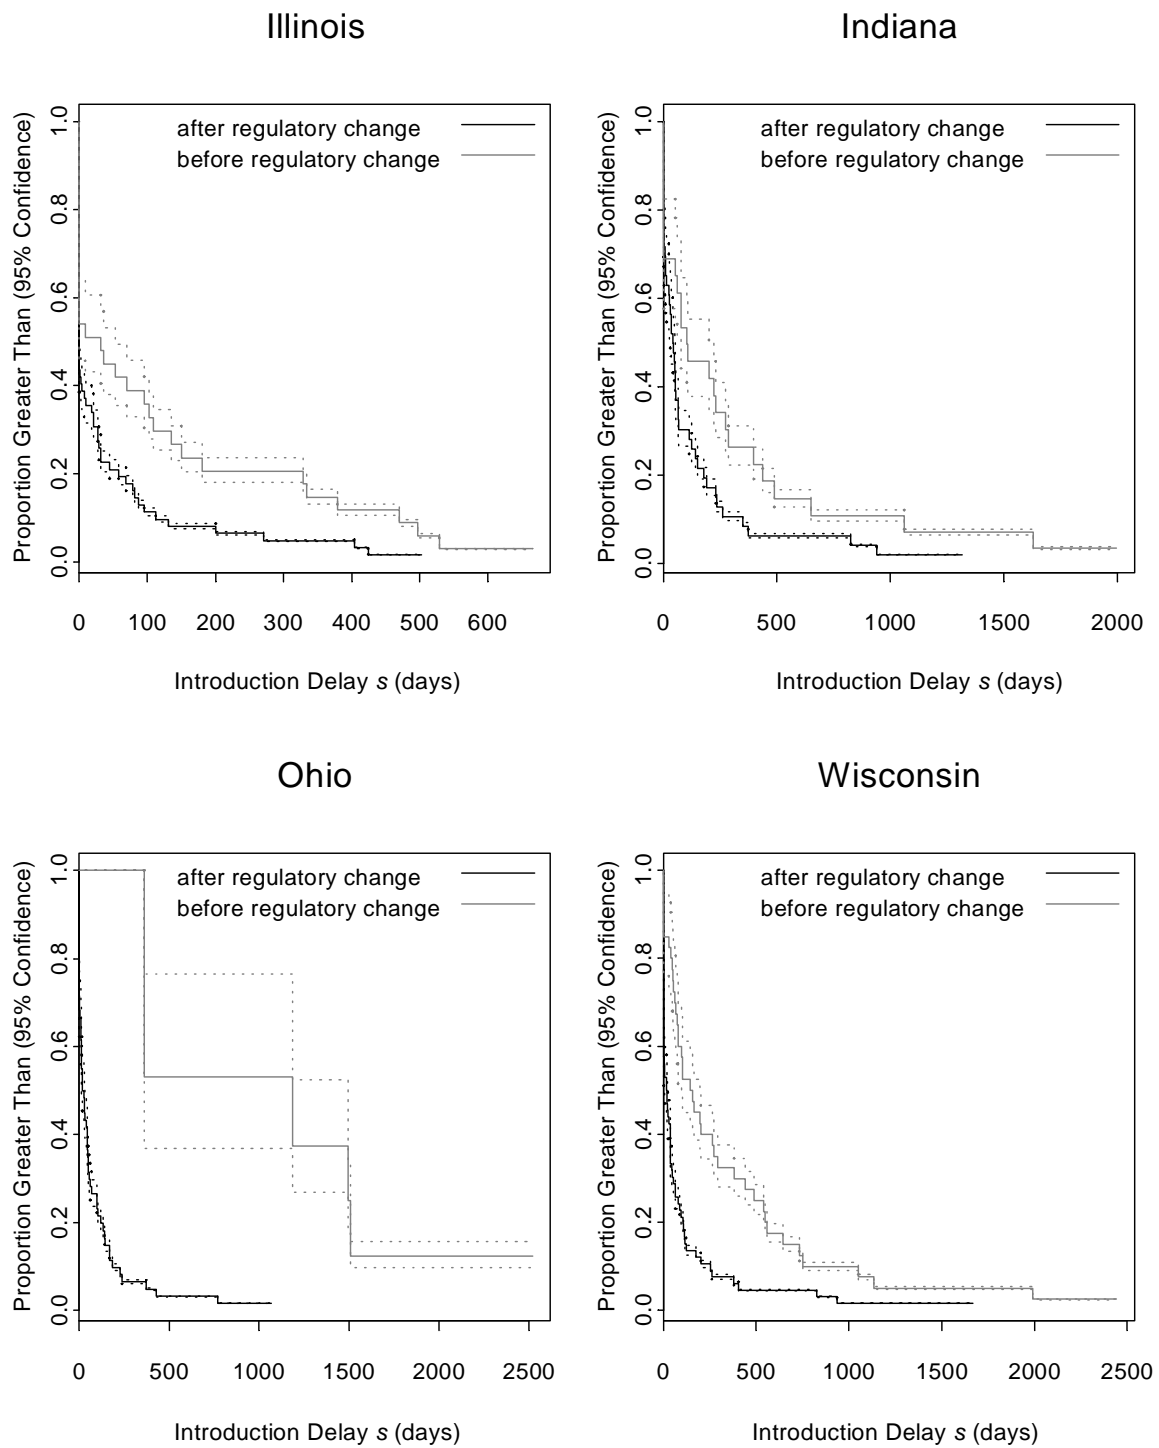 Illinois
Proportion Greater Than (95% Confidence)
1.0
0.8
0.6
0.4
0.2
0.0
after regulatory change
before regulatory change
0 100 200 300 400 500 600
Introduction Delay s (days)
Indiana
Proportion Greater Than (95% Confidence)
1.0
0.8
0.6
0.4
0.2
0.0
after regulatory change
before regulatory change
0 500 1000 1500 2000
Introduction Delay s (days)
Ohio
Proportion Greater Than (95% Confidence)
1.0
0.8
0.6
0.4
0.2
0.0
after regulatory change
before regulatory change
0 500 1000 1500 2000 2500
Introduction Delay s (days)
Wisconsin
Proportion Greater Than (95% Confidence)
1.0
0.8
0.6
0.4
0.2
0.0
after regulatory change
before regulatory change
0 500 1000 1500 2000 2500
Introduction Delay s (days)